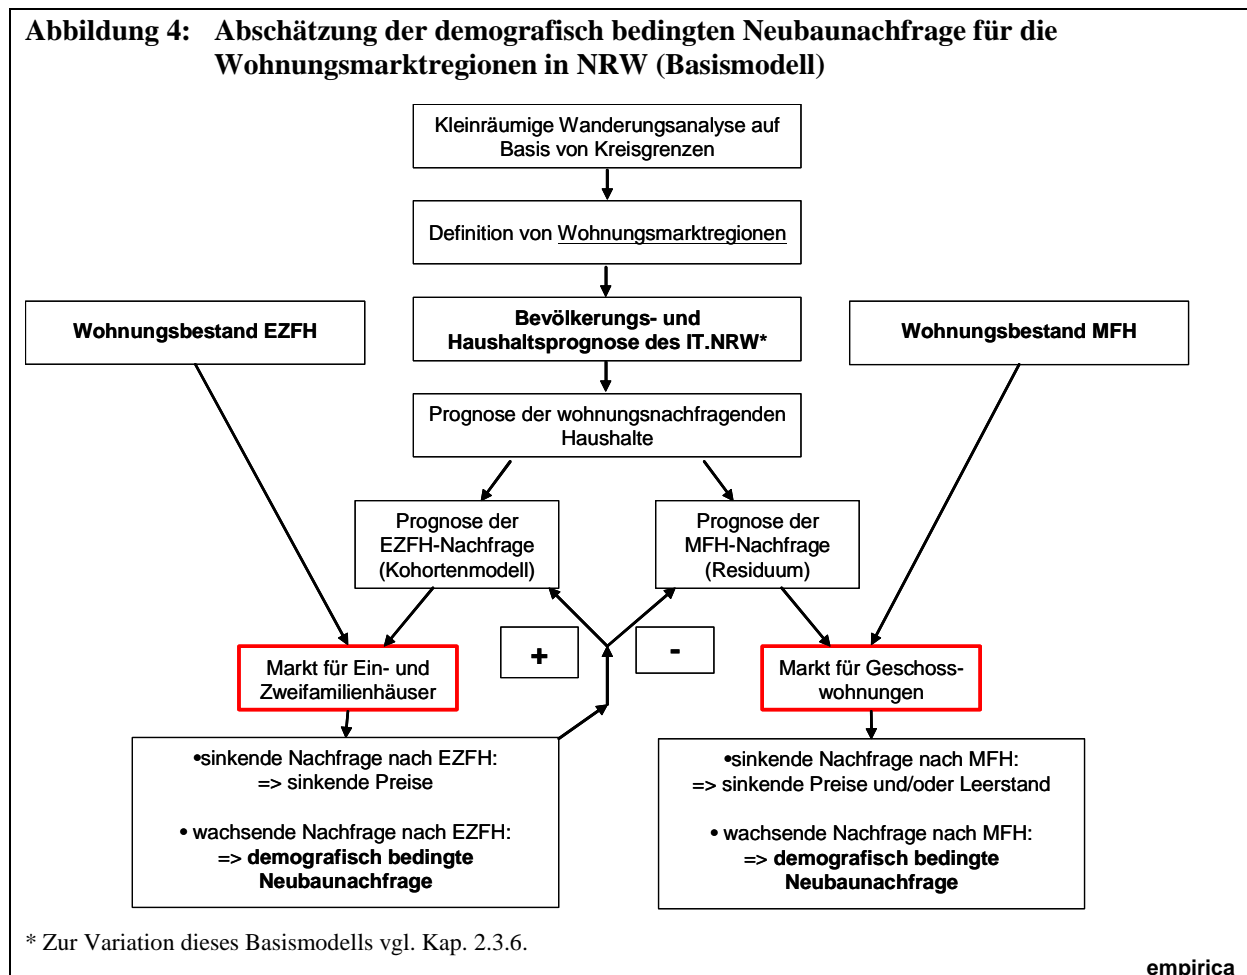 Abbildung 4: Abschätzung der demografisch bedingten Neubaunachfrage für die
Wohnungsmarktregionen in NRW (Basismodell)
Kleinräumige Wanderungsanalyse auf
Basis von Kreisgrenzen
Definition von Wohnungsmarktregionen
Wohnungsbestand EZFH
Bevölkerungs- und
Haushaltsprognose des IT.NRW*
Wohnungsbestand MFH
Prognose der wohnungsnachfragenden
Haushalte
Prognose der
EZFH-Nachfrage
(Kohortenmodell)
Prognose der
MFH-Nachfrage
(Residuum)
+
-
Markt für Ein- und
Zweifamilienhäuser
Markt für Geschoss-
wohnungen
•sinkende Nachfrage nach EZFH:
=> sinkende Preise
• wachsende Nachfrage nach EZFH:
=> demografisch bedingte
Neubaunachfrage
•sinkende Nachfrage nach MFH:
=> sinkende Preise und/oder Leerstand
• wachsende Nachfrage nach MFH:
=> demografisch bedingte
Neubaunachfrage
* Zur Variation dieses Basismodells vgl. Kap. 2.3.6.
empirica